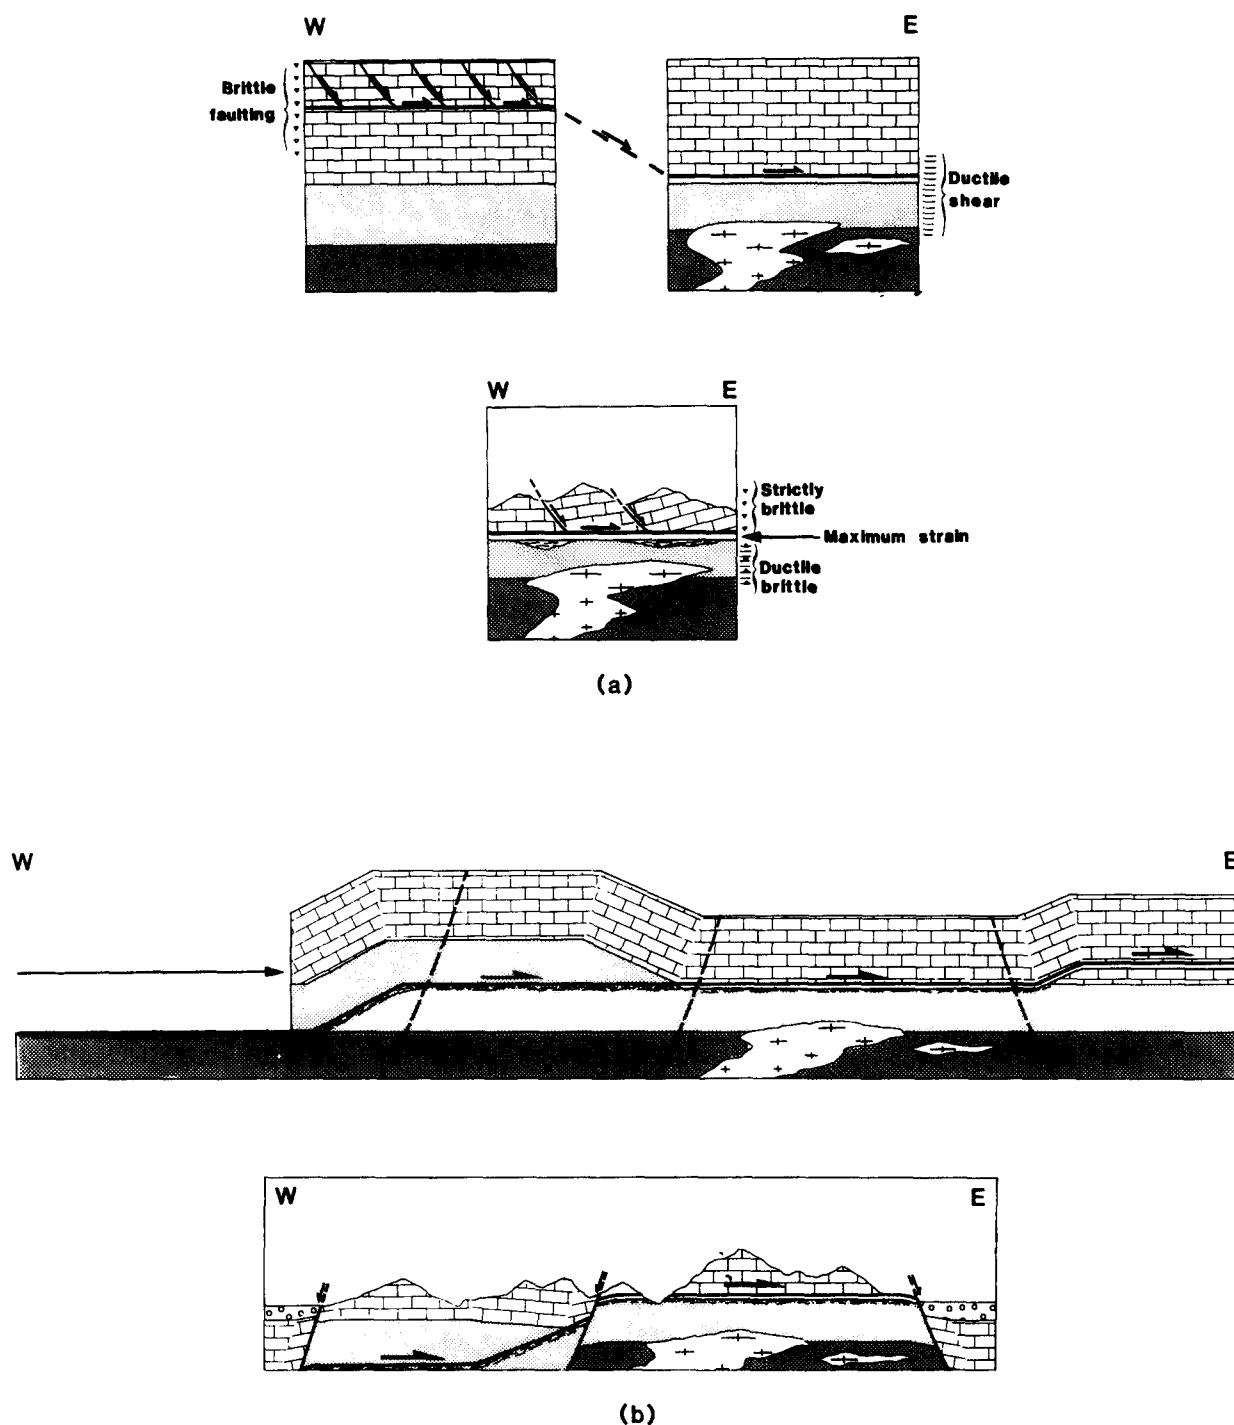 W E
Brittle
faulting
Ductile
shear
W E
Strictly
brittle
Maximum strain
Ductile
brittle
(a)
W E
W E
(b)